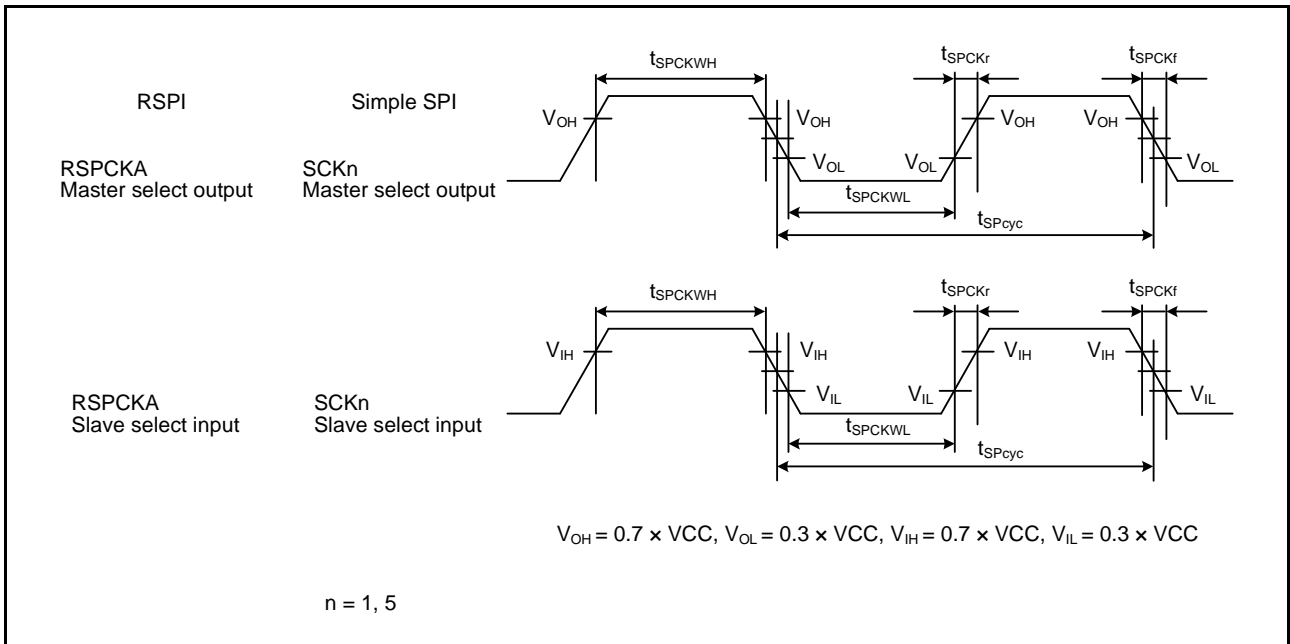 RSPI
Simple SPI
RSPCKA
Master select output
SCKn
Master select output
tSPCKWH
tSPCKr
tSPCKf
VOH
VOH
VOH
VOH
VOL
VOL
VOL
tSPCKWL
tSPcyc
RSPCKA
Slave select input
SCKn
Slave select input
tSPCKWH
tSPCKr
tSPCKf
VIH
VIH
VIH
VIH
VIL
VIL
VIL
tSPCKWL
tSPcyc
VOH = 0.7 × VCC, VOL = 0.3 × VCC, VIH = 0.7 × VCC, VIL = 0.3 × VCC
n = 1, 5